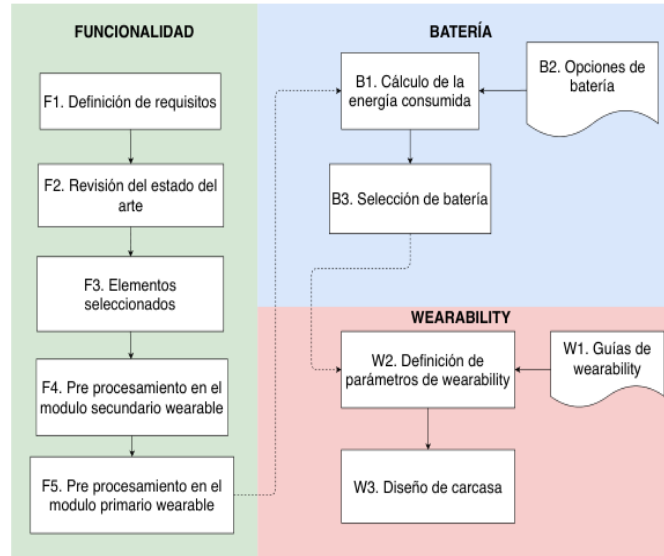 FUNCIONALIDAD
F1. Definición de requisitos
F2. Revisión del estado del
arte
F3. Elementos
seleccionados
F4. Pre procesamiento en el
modulo secundario wearable
F5. Pre procesamiento en el
modulo primario wearable
BATERÍA
B1. Cálculo de la
energía consumida
B2. Opciones de
batería
B3. Selección de batería
WEARABILITY
W2. Definición de
parámetros de wearability
W1. Guías de
wearability
W3. Diseño de carcasa